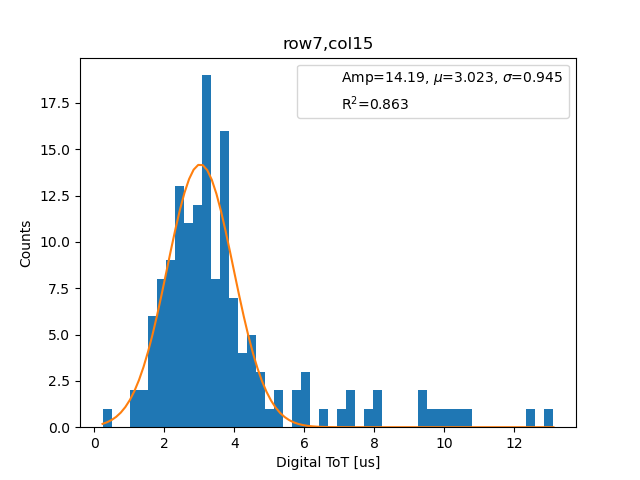 row7,col15
Amp=14.19, μ=3.023, σ=0.945
R²=0.863
17.5
15.0
12.5
10.0
7.5
5.0
2.5
0.0
Counts
0 2 4 6 8 10 12
Digital ToT [us]